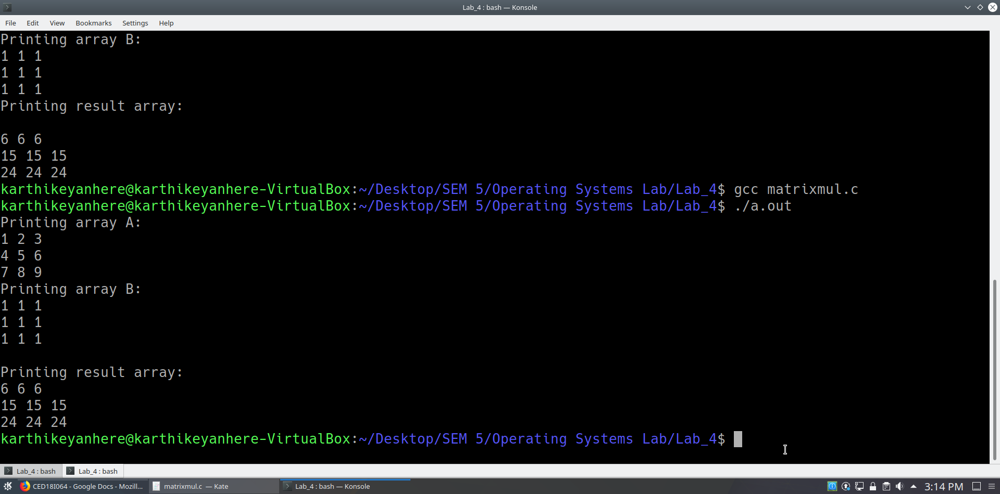 Lab_4 : bash — Konsole
File Edit View Bookmarks Settings Help
Printing array B:
1 1 1
1 1 1
1 1 1
Printing result array:
6 6 6
15 15 15
24 24 24
karthikeyanhere@karthikeyanhere-VirtualBox:~/Desktop/SEM 5/Operating Systems Lab/Lab_4$ gcc matrixmul.c
karthikeyanhere@karthikeyanhere-VirtualBox:~/Desktop/SEM 5/Operating Systems Lab/Lab_4$ ./a.out
Printing array A:
1 2 3
4 5 6
7 8 9
Printing array B:
1 1 1
1 1 1
1 1 1
Printing result array:
6 6 6
15 15 15
24 24 24
karthikeyanhere@karthikeyanhere-VirtualBox:~/Desktop/SEM 5/Operating Systems Lab/Lab_4$
Lab_4 : bash Lab_4 : bash
CED18I064 - Google Docs - Mozill... matrixmul.c — Kate Lab_4 : bash — Konsole 3:14 PM